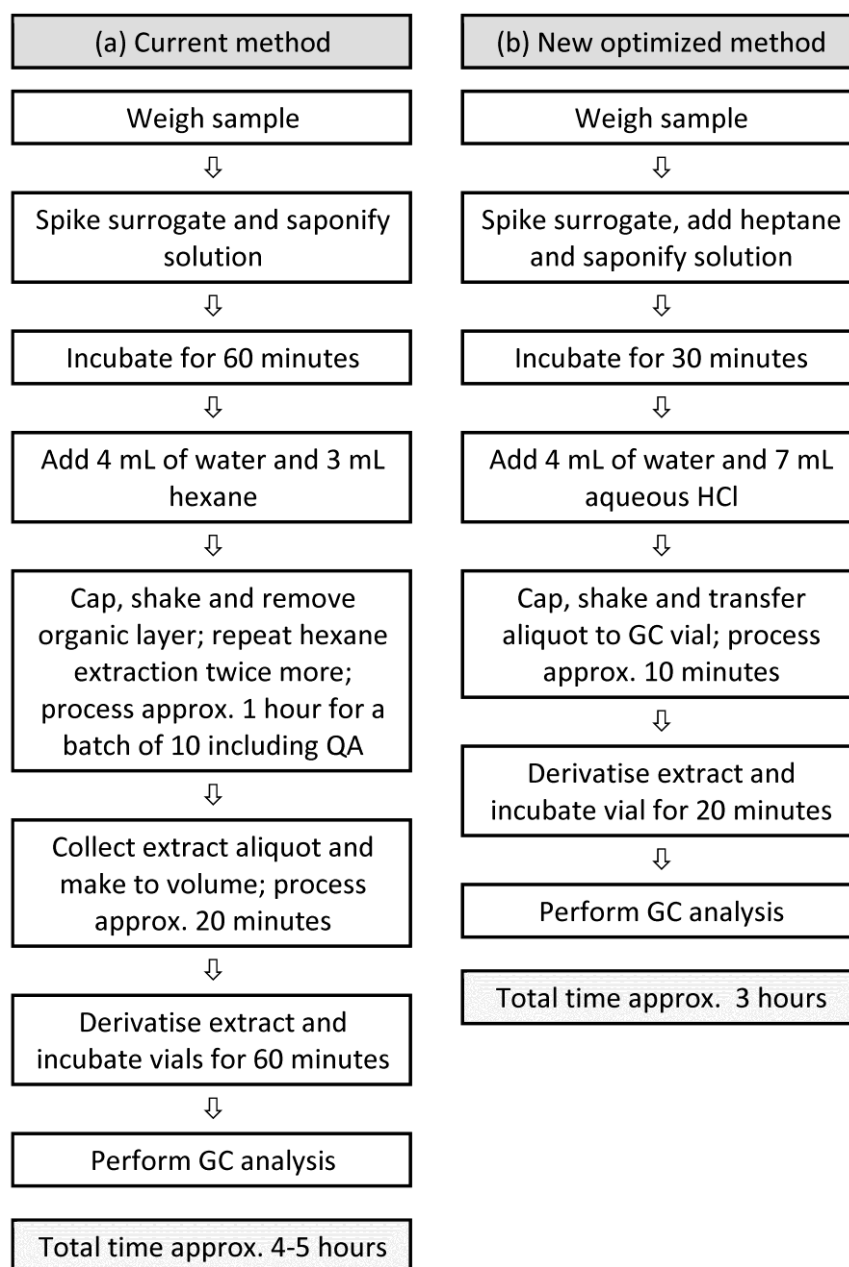 (a) Current method
Weigh sample
Spike surrogate and saponify
solution
Incubate for 60 minutes
Add 4 mL of water and 3 mL
hexane
Cap, shake and remove
organic layer; repeat hexane
extraction twice more;
process approx. 1 hour for a
batch of 10 including QA
Collect extract aliquot and
make to volume; process
approx. 20 minutes
Derivatise extract and
incubate vials for 60 minutes
Perform GC analysis
Total time approx. 4-5 hours
(b) New optimized method
Weigh sample
Spike surrogate, add heptane
and saponify solution
Incubate for 30 minutes
Add 4 mL of water and 7 mL
aqueous HCl
Cap, shake and transfer
aliquot to GC vial; process
approx. 10 minutes
Derivatise extract and
incubate vial for 20 minutes
Perform GC analysis
Total time approx.  3 hours